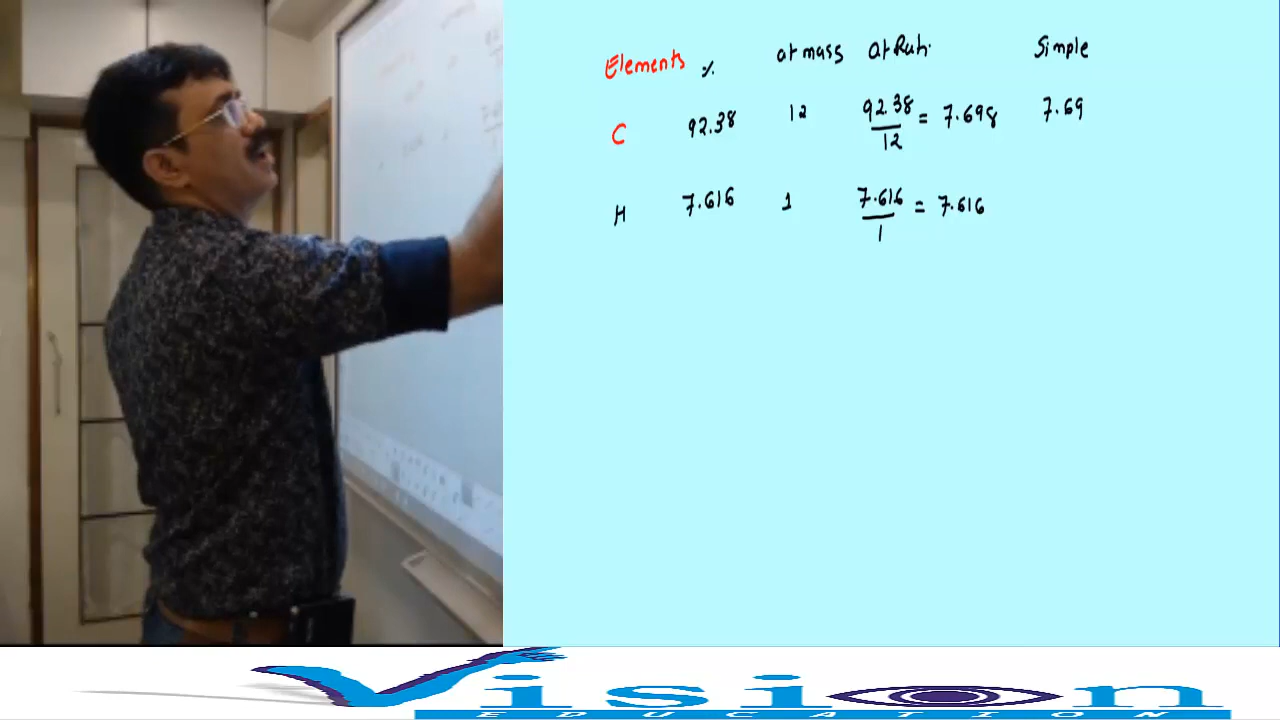 Elements % at mass at Rati. Simple
C 92.38 12 92.38/12 = 7.698 7.69
H 7.616 1 7.616/1 = 7.616
Vision
EDUCATION